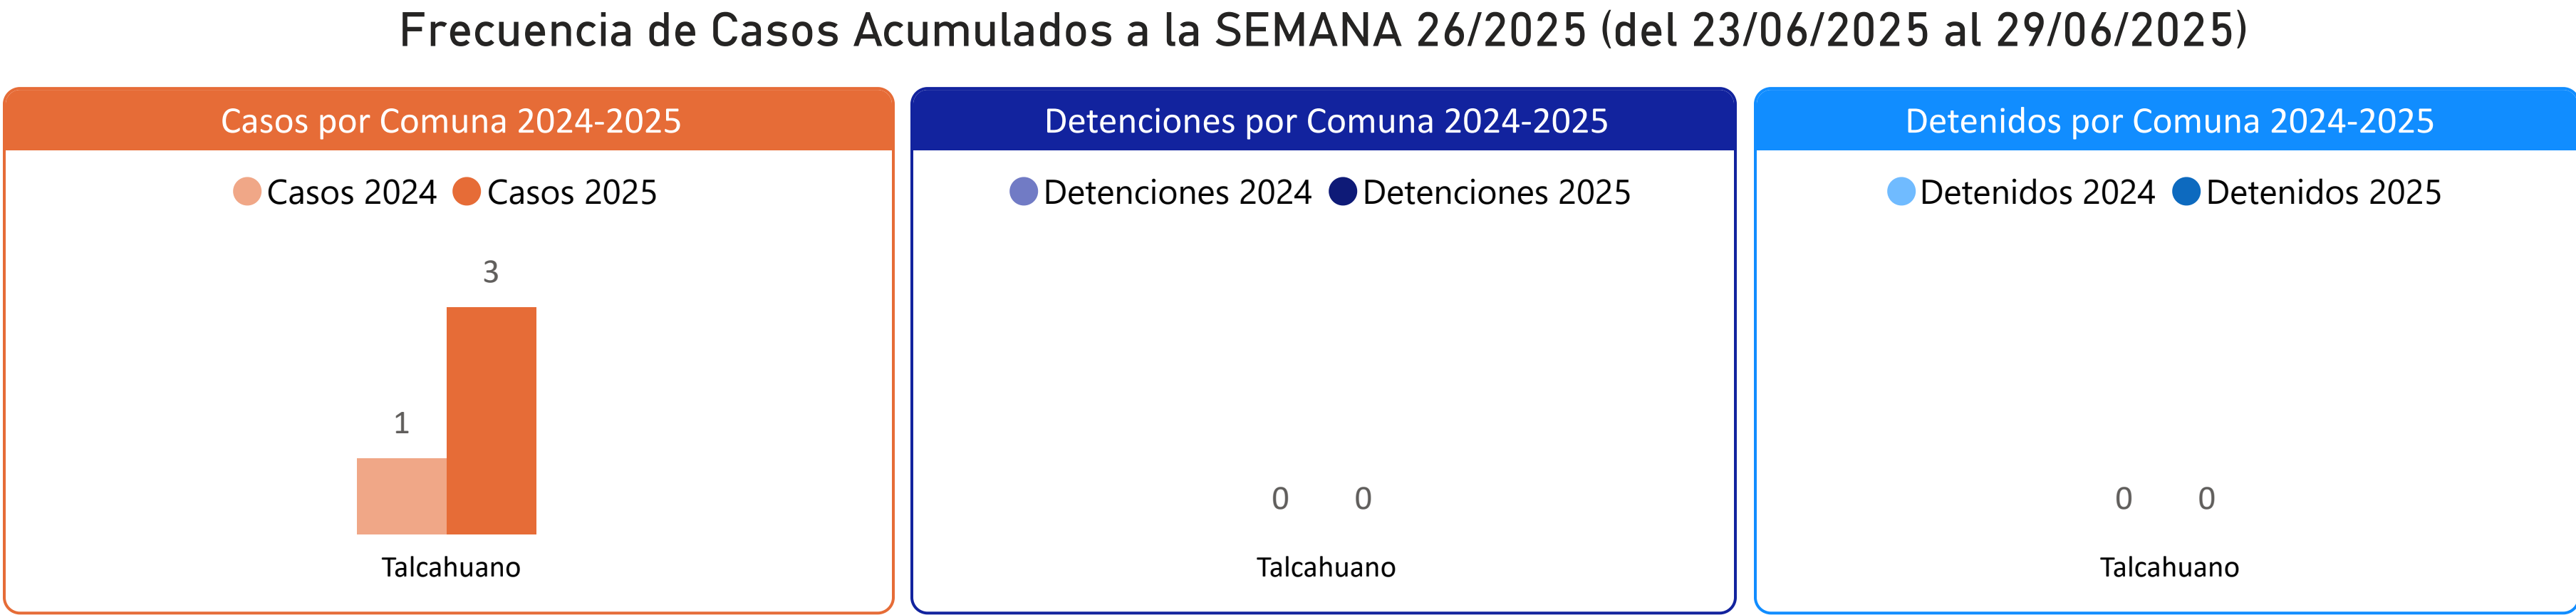 Frecuencia de Casos Acumulados a la SEMANA 26/2025 (del 23/06/2025 al 29/06/2025)
Casos por Comuna 2024-2025
Casos 2024 Casos 2025
3
1
Talcahuano
Detenciones por Comuna 2024-2025
Detenciones 2024 Detenciones 2025
0 0
Talcahuano
Detenidos por Comuna 2024-2025
Detenidos 2024 Detenidos 2025
0 0
Talcahuano